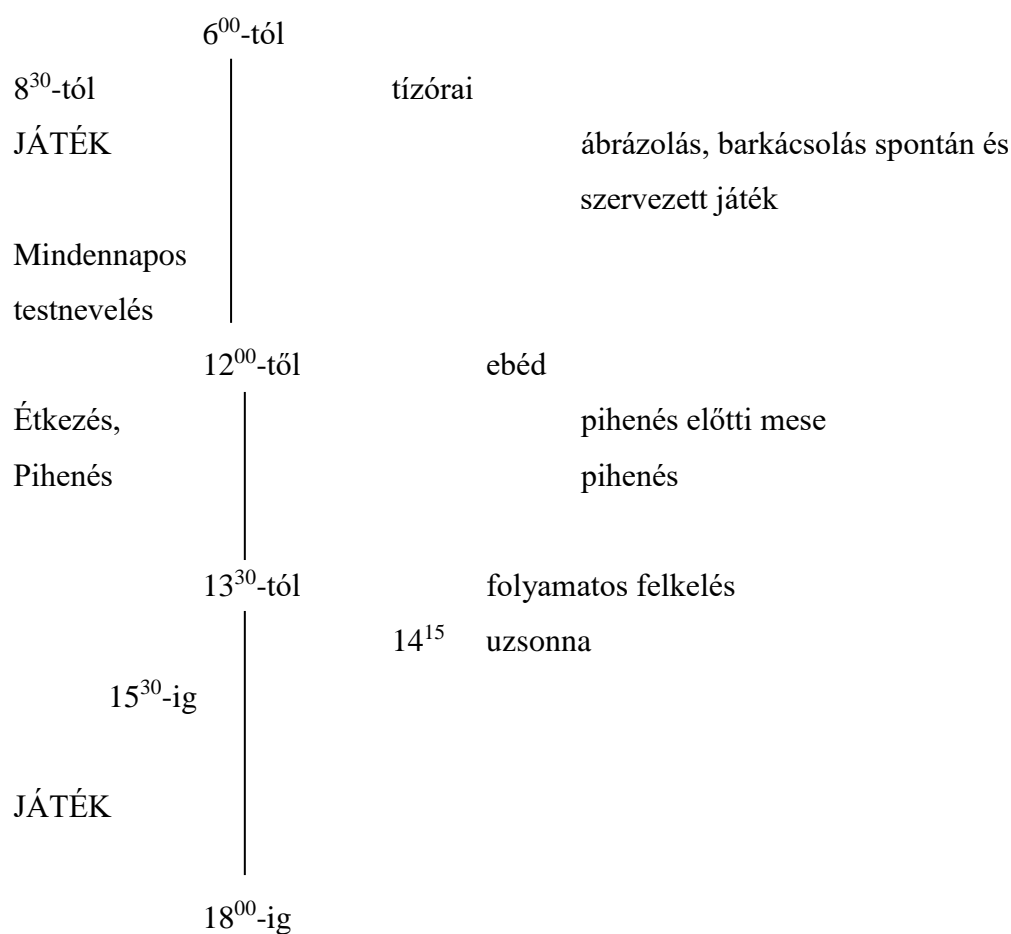 6⁰⁰-tól
8³⁰-tól tízórai
JÁTÉK ábrázolás, barkácsolás spontán és
szervezett játék
Mindennapos
testnevelés
12⁰⁰-től ebéd
Étkezés, pihenés előtti mese
Pihenés pihenés
13³⁰-tól folyamatos felkelés
14¹⁵ uzsonna
15³⁰-ig
JÁTÉK
18⁰⁰-ig